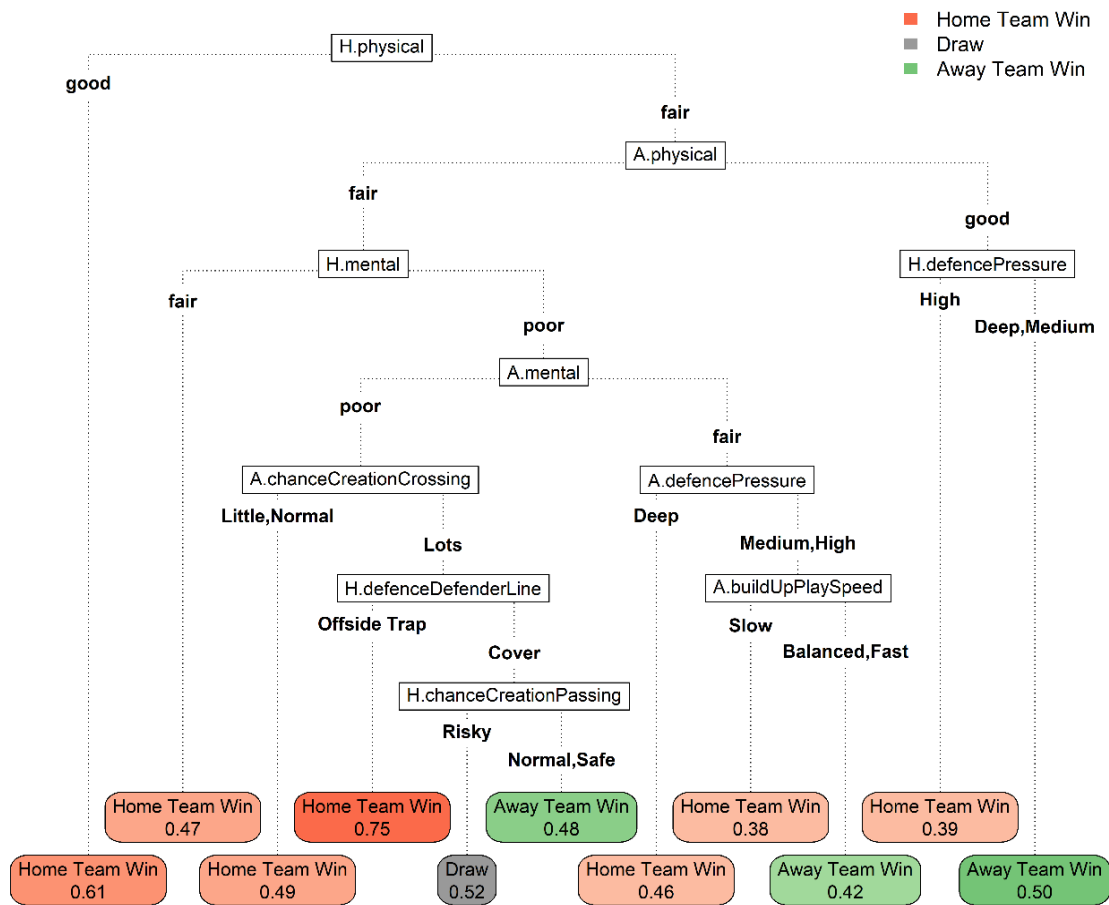 Home Team Win
Draw
Away Team Win
H.physical
good
fair
A.physical
fair
good
H.mental
H.defencePressure
fair
High
poor
Deep,Medium
A.mental
poor
fair
A.chanceCreationCrossing
A.defencePressure
Little,Normal
Deep
Lots
Medium,High
H.defenceDefenderLine
A.buildUpPlaySpeed
Offside Trap
Slow
Cover
Balanced,Fast
H.chanceCreationPassing
Risky
Normal,Safe
Home Team Win
0.47
Home Team Win
0.75
Away Team Win
0.48
Home Team Win
0.38
Home Team Win
0.39
Home Team Win
0.61
Home Team Win
0.49
Draw
0.52
Home Team Win
0.46
Away Team Win
0.42
Away Team Win
0.50